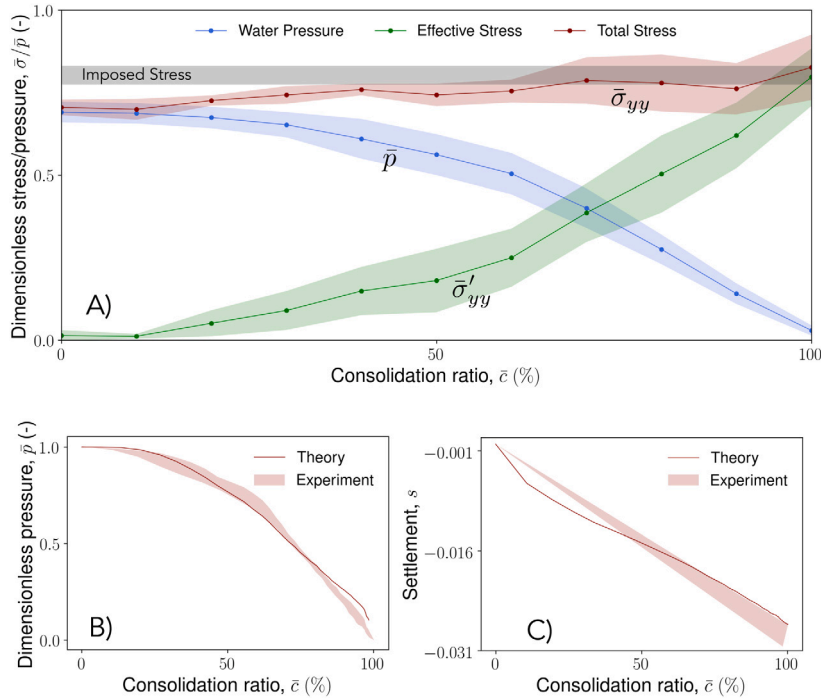 Dimensionless stress/pressure, σ̄/p̄ (-)
1.0
0.5
0.0
Water Pressure
Effective Stress
Total Stress
Imposed Stress
σ̄yy
p̄
σ̄′yy
A)
0
50
100
Consolidation ratio, c̄ (%)
Dimensionless pressure, p̄ (-)
1.0
0.5
0.0
Theory
Experiment
B)
0
50
100
Consolidation ratio, c̄ (%)
Settlement, s
−0.001
−0.016
−0.031
Theory
Experiment
C)
0
50
100
Consolidation ratio, c̄ (%)